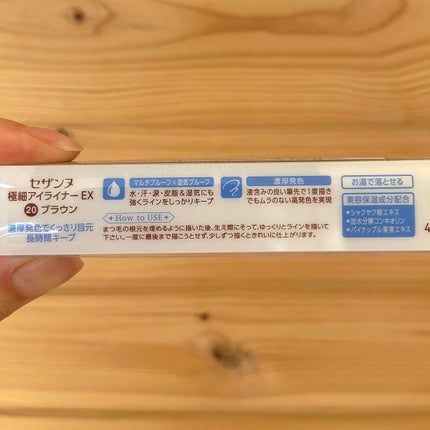 セザンヌ
極細アイライナー EX
20 ブラウン
濃厚発色でくっきり目元
長時間キープ
マルチプルーフ×湿気プルーフ
水・汗・涙・皮脂&湿気にも
強くラインをしっかりキープ
濃厚発色
液含みの良い筆先で1度描き
でもムラのない高発色を実現
How to USE
まつ毛の根元を埋めるように描いた後、生え際にそって、ゆっくりとラインを描いて
下さい。一度に最後まで描こうとせず、少しずつ描くときれいに仕上がります。
お湯で落とせる
美容保湿成分配合
・シャクヤク根エキス
・加水分解コンキオリン
・パイナップル果実エキス
4